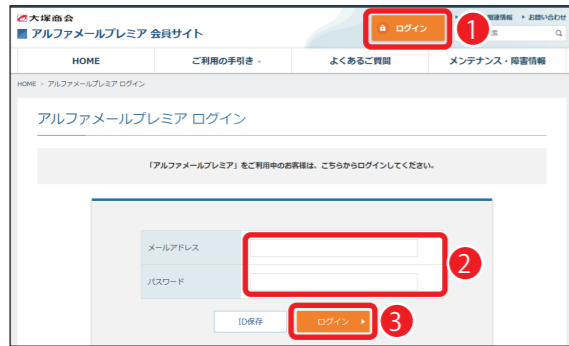 大塚商会
アルファメールプレミア 会員サイト
ログイン
1
関連情報 ▸ お問い合わせ
HOME
ご利用の手引き
よくあるご質問
メンテナンス・障害情報
HOME > アルファメールプレミア ログイン
アルファメールプレミア ログイン
「アルファメールプレミア」をご利用中のお客様は、こちらからログインしてください。
メールアドレス
パスワード
2
ID保存
ログイン
3